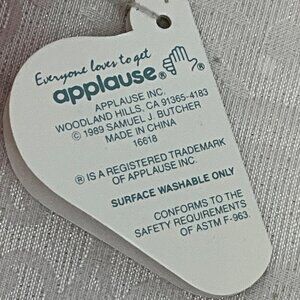 Everyone loves to get
applause® ®
APPLAUSE INC.
WOODLAND HILLS, CA 91365-4183
© 1989 SAMUEL J. BUTCHER
MADE IN CHINA
16618
® IS A REGISTERED TRADEMARK
OF APPLAUSE INC.
SURFACE WASHABLE ONLY
CONFORMS TO THE
SAFETY REQUIREMENTS
OF ASTM F-963.